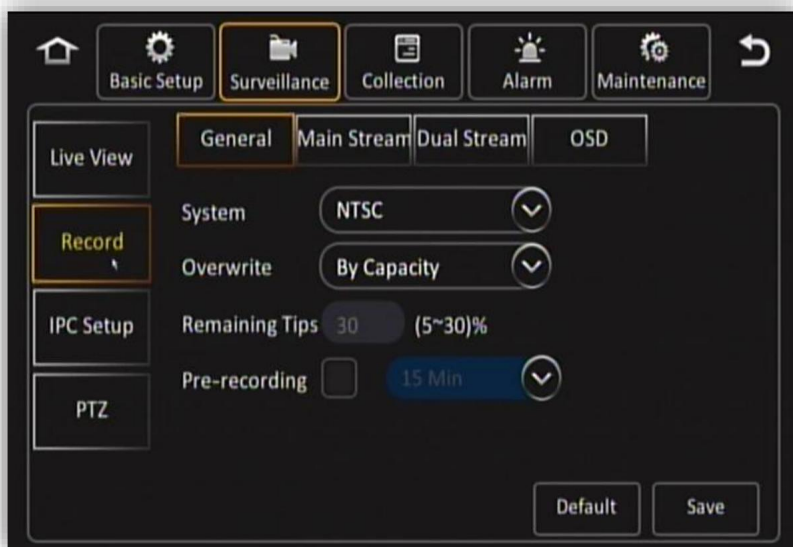 Basic Setup
Surveillance
Collection
Alarm
Maintenance
Live View
Record
IPC Setup
PTZ
General
Main Stream
Dual Stream
OSD
System NTSC
Overwrite By Capacity
Remaining Tips 30 (5~30)%
Pre-recording 15 Min
Default
Save